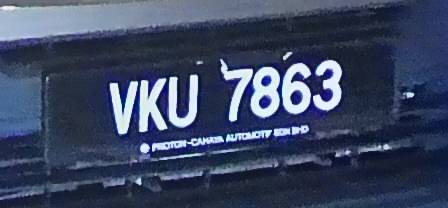 VKU 7863
PROTON-CAHAYA AUTOMOTIF SDN BHD